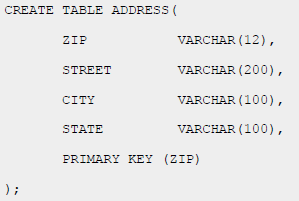 CREATE TABLE ADDRESS(
ZIP VARCHAR(12),
STREET VARCHAR(200),
CITY VARCHAR(100),
STATE VARCHAR(100),
PRIMARY KEY (ZIP)
);